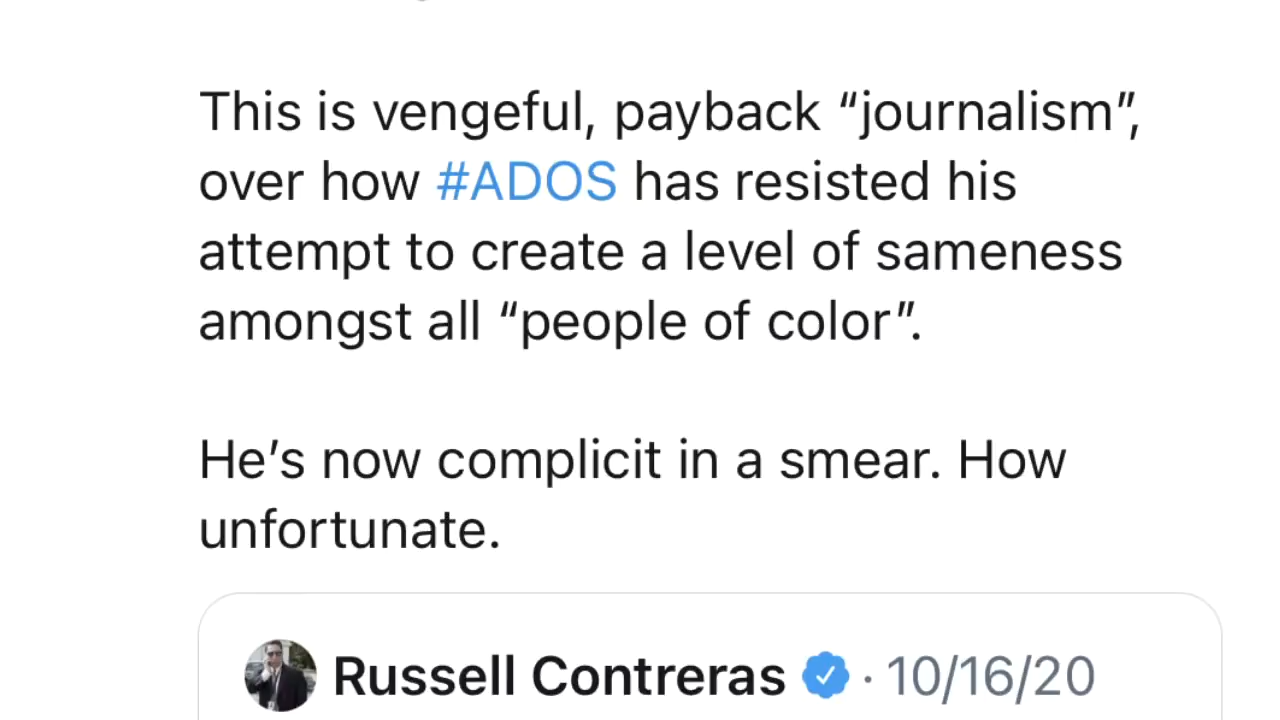 This is vengeful, payback “journalism”,
over how #ADOS has resisted his
attempt to create a level of sameness
amongst all “people of color”.
He’s now complicit in a smear. How
unfortunate.
Russell Contreras · 10/16/20